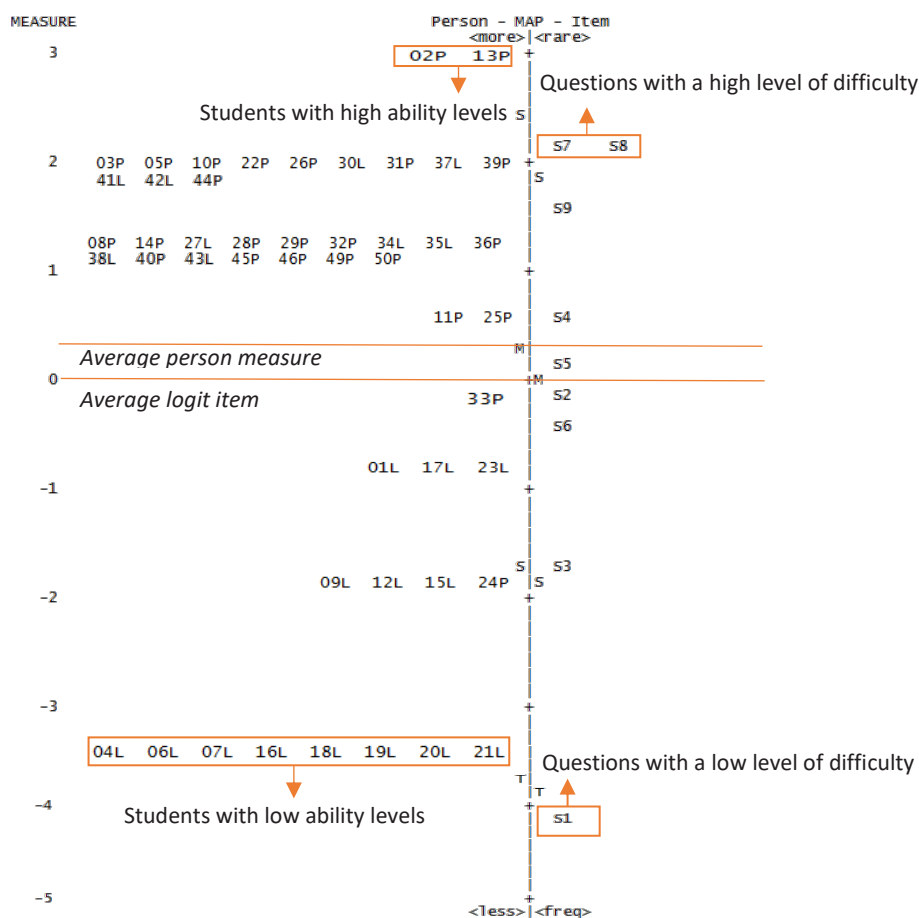 MEASURE Person - MAP - Item
<more>|<rare>
3 02P 13P +
Questions with a high level of difficulty
Students with high ability levels S
S7 S8
2 03P 05P 10P 22P 26P 30L 31P 37L 39P +
41L 42L 44P S
S9
08P 14P 27L 28P 29P 32P 34L 35L 36P
38L 40P 43L 45P 46P 49P 50P
1 +
11P 25P S4
M
Average person measure S5
0 +M
Average logit item S2
33P
S6
01L 17L 23L
-1 +
S S3
09L 12L 15L 24P S
-2 +
-3 +
04L 06L 07L 16L 18L 19L 20L 21L Questions with a low level of difficulty
T
T
-4 +
Students with low ability levels S1
-5 +
<less>|<freq>